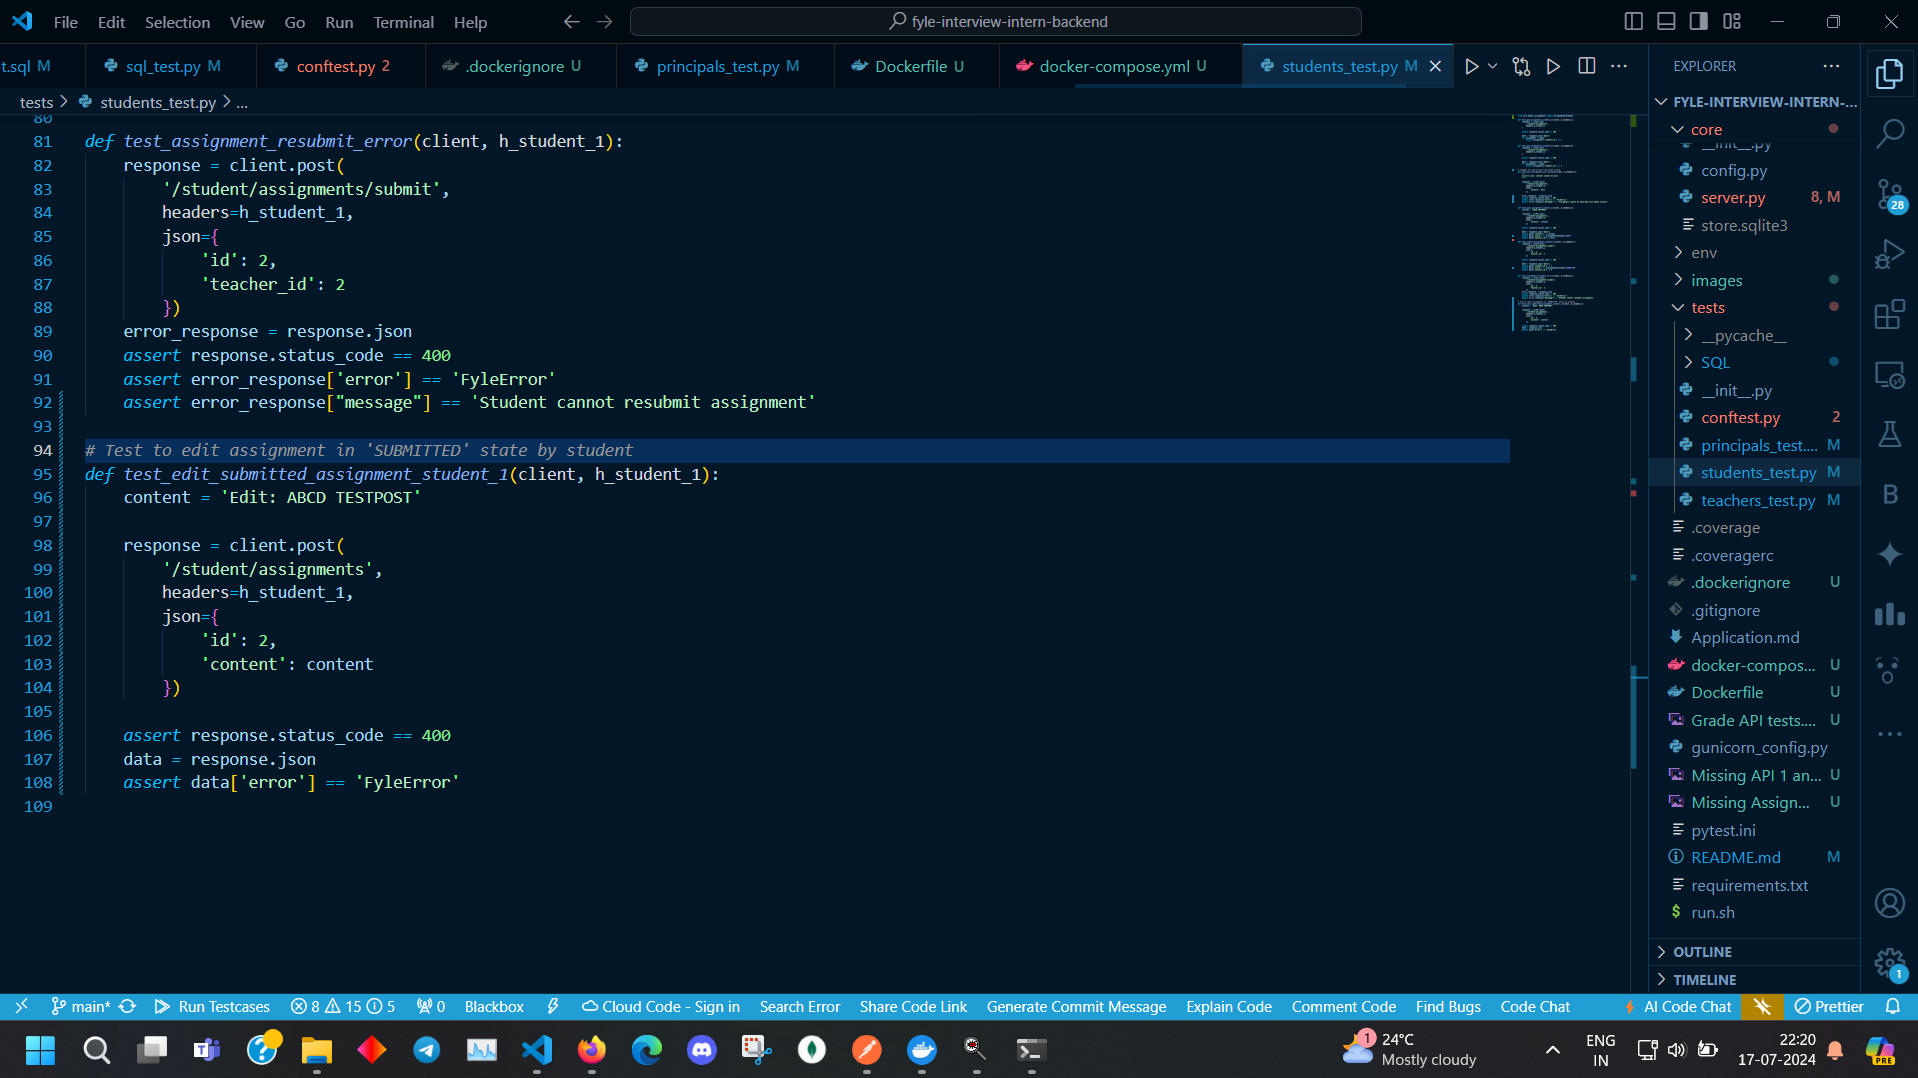 File Edit Selection View Go Run Terminal Help
fyle-interview-intern-backend
t.sql M sql_test.py M conftest.py 2 .dockerignore U principals_test.py M Dockerfile U docker-compose.yml U students_test.py M
tests > students_test.py > ...
80
81 def test_assignment_resubmit_error(client, h_student_1):
82 response = client.post(
83 '/student/assignments/submit',
84 headers=h_student_1,
85 json={
86 'id': 2,
87 'teacher_id': 2
88 })
89 error_response = response.json
90 assert response.status_code == 400
91 assert error_response['error'] == 'FyleError'
92 assert error_response["message"] == 'Student cannot resubmit assignment'
93
94 # Test to edit assignment in 'SUBMITTED' state by student
95 def test_edit_submitted_assignment_student_1(client, h_student_1):
96 content = 'Edit: ABCD TESTPOST'
97
98 response = client.post(
99 '/student/assignments',
100 headers=h_student_1,
101 json={
102 'id': 2,
103 'content': content
104 })
105
106 assert response.status_code == 400
107 data = response.json
108 assert data['error'] == 'FyleError'
109
EXPLORER
FYLE-INTERVIEW-INTERN-...
core
__init__.py
config.py
server.py 8, M
store.sqlite3
env
images
tests
__pycache__
SQL
__init__.py
conftest.py 2
principals_test.... M
students_test.py M
teachers_test.py M
.coverage
.coveragerc
.dockerignore U
.gitignore
Application.md
docker-compos... U
Dockerfile U
Grade API tests.... U
gunicorn_config.py
Missing API 1 an... U
Missing Assign... U
pytest.ini
README.md M
requirements.txt
$ run.sh
OUTLINE
TIMELINE
28
B
1
main* Run Testcases 8 15 5 0 Blackbox Cloud Code - Sign in Search Error Share Code Link Generate Commit Message Explain Code Comment Code Find Bugs Code Chat AI Code Chat Prettier
1 24°C
Mostly cloudy
ENG
IN
22:20
17-07-2024
PRE